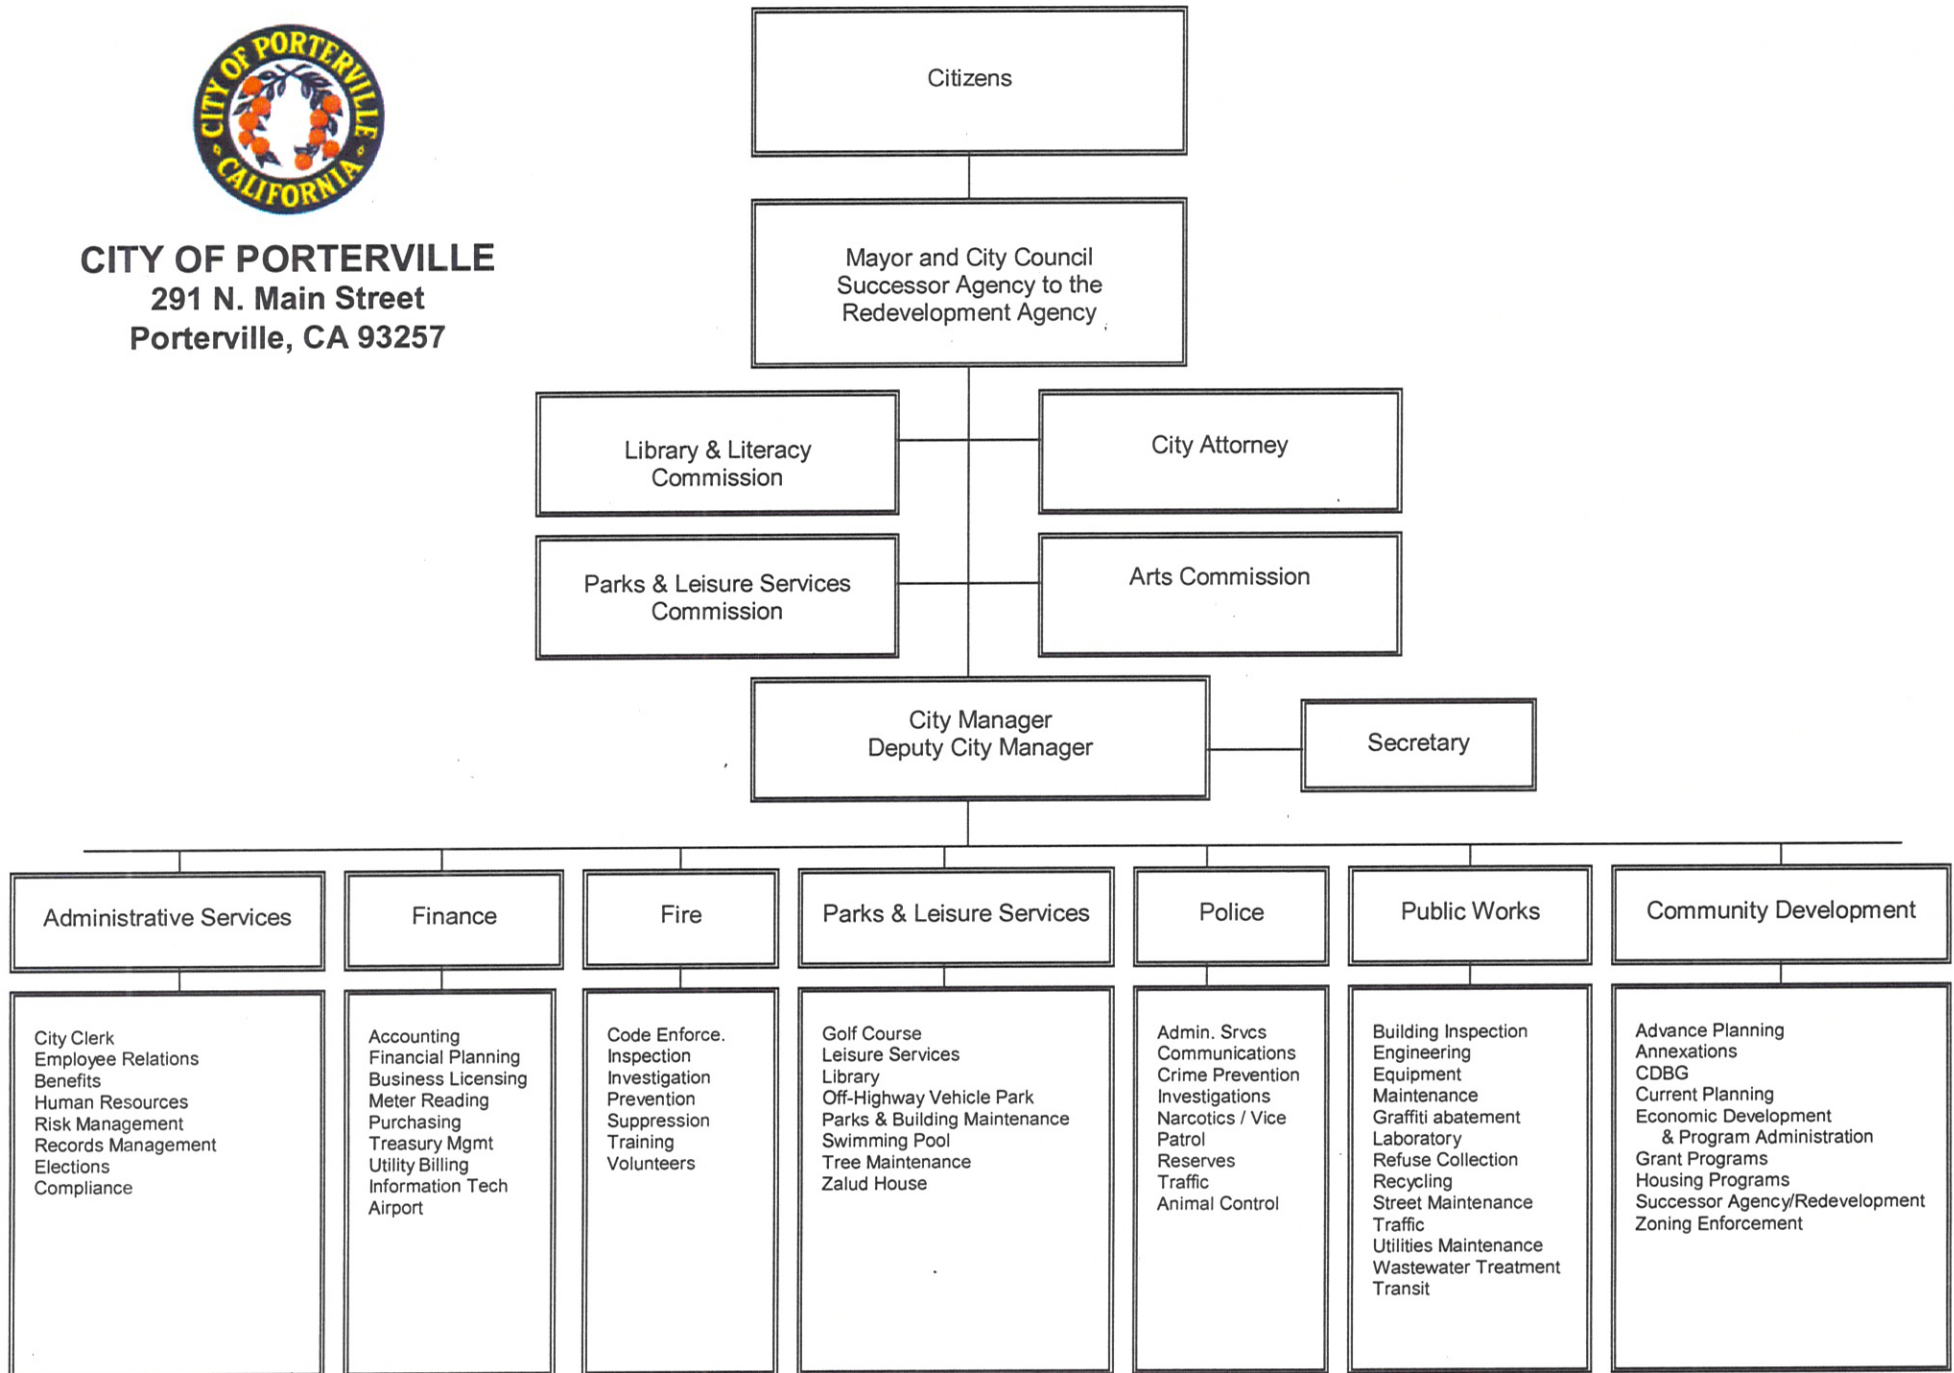 CITY OF PORTERVILLE
CALIFORNIA
CITY OF PORTERVILLE
291 N. Main Street
Porterville, CA 93257
Citizens
Mayor and City Council
Successor Agency to the
Redevelopment Agency
Library & Literacy
Commission
City Attorney
Parks & Leisure Services
Commission
Arts Commission
City Manager
Deputy City Manager
Secretary
Administrative Services
City Clerk
Employee Relations
Benefits
Human Resources
Risk Management
Records Management
Elections
Compliance
Finance
Accounting
Financial Planning
Business Licensing
Meter Reading
Purchasing
Treasury Mgmt
Utility Billing
Information Tech
Airport
Fire
Code Enforce.
Inspection
Investigation
Prevention
Suppression
Training
Volunteers
Parks & Leisure Services
Golf Course
Leisure Services
Library
Off-Highway Vehicle Park
Parks & Building Maintenance
Swimming Pool
Tree Maintenance
Zalud House
Police
Admin. Srvcs
Communications
Crime Prevention
Investigations
Narcotics / Vice
Patrol
Reserves
Traffic
Animal Control
Public Works
Building Inspection
Engineering
Equipment
Maintenance
Graffiti abatement
Laboratory
Refuse Collection
Recycling
Street Maintenance
Traffic
Utilities Maintenance
Wastewater Treatment
Transit
Community Development
Advance Planning
Annexations
CDBG
Current Planning
Economic Development
& Program Administration
Grant Programs
Housing Programs
Successor Agency/Redevelopment
Zoning Enforcement